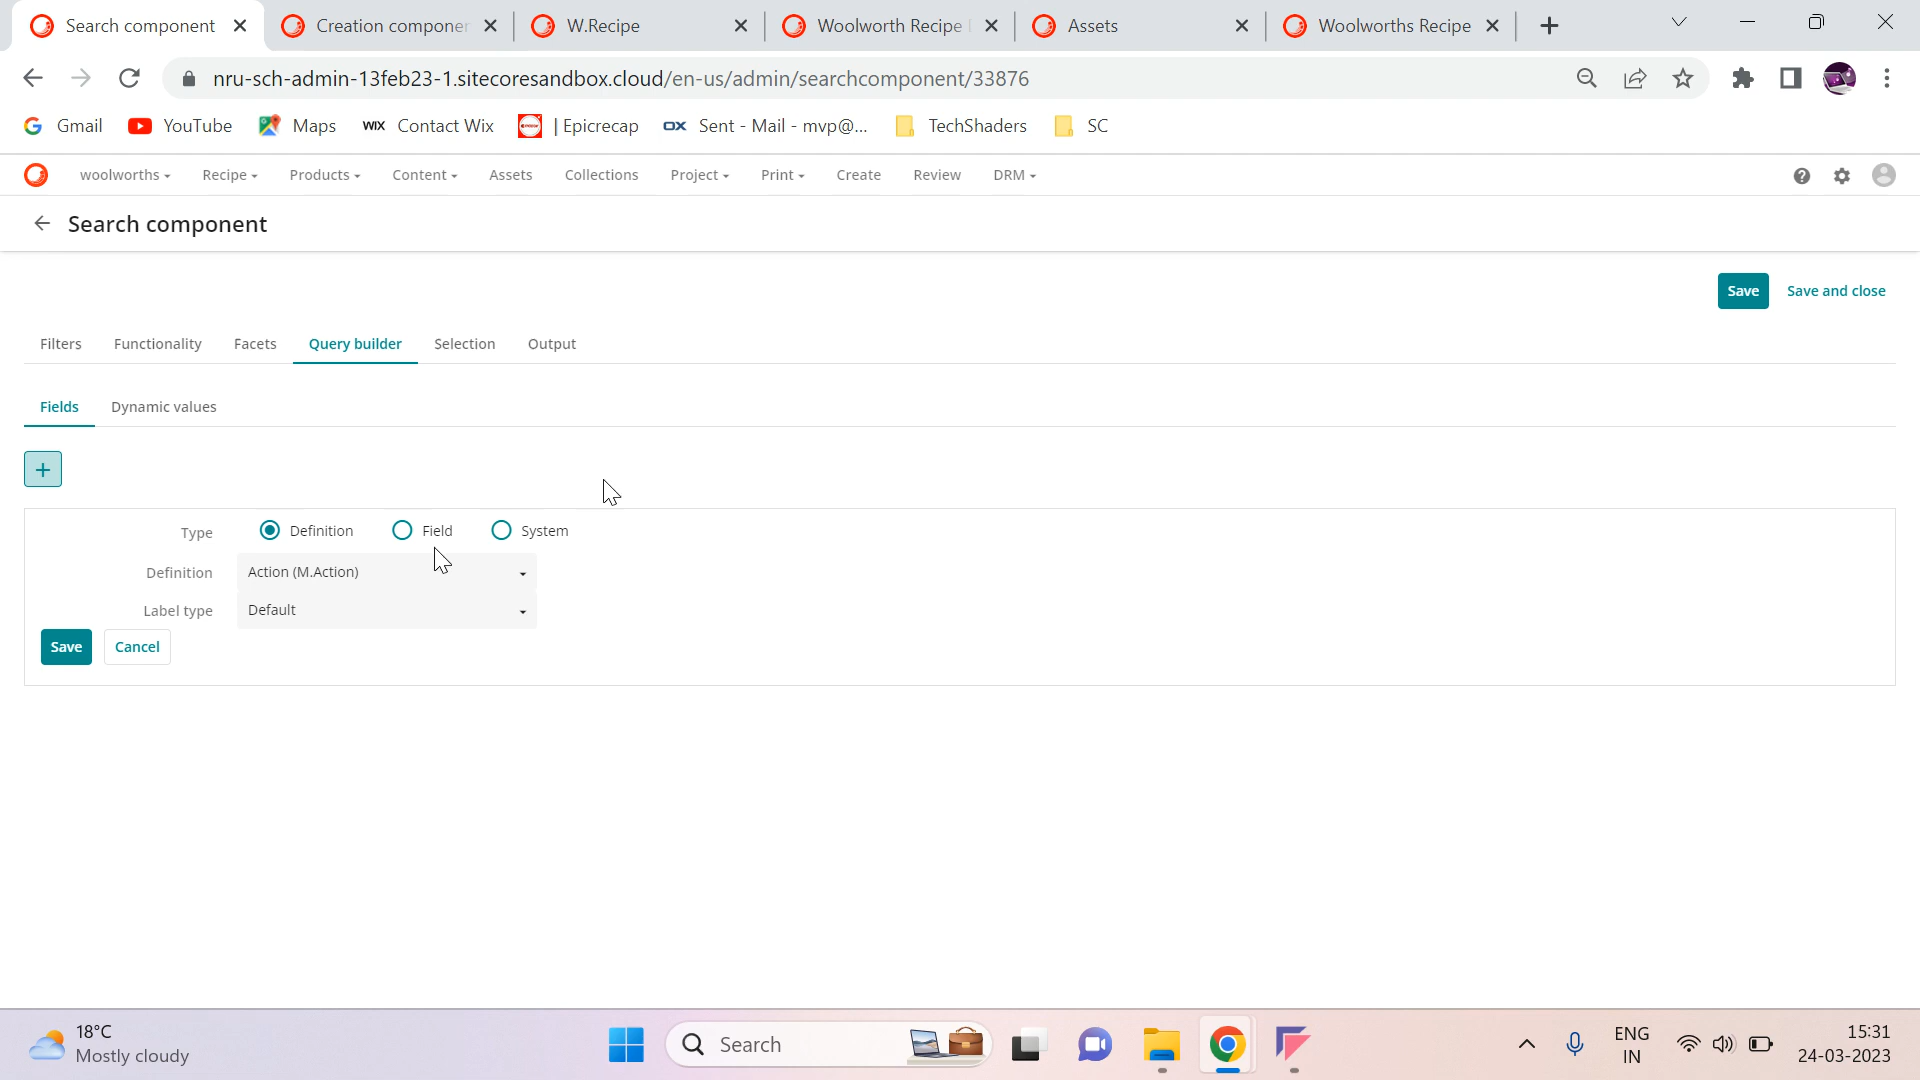 Search component
Creation componer
W.Recipe
Woolworth Recipe
Assets
Woolworths Recipe
nru-sch-admin-13feb23-1.sitecoresandbox.cloud/en-us/admin/searchcomponent/33876
Gmail
YouTube
Maps
WIX Contact Wix
| Epicrecap
OX Sent - Mail - mvp@...
TechShaders
SC
woolworths
Recipe
Products
Content
Assets
Collections
Project
Print
Create
Review
DRM
Search component
Save
Save and close
Filters
Functionality
Facets
Query builder
Selection
Output
Fields
Dynamic values
+
Type
Definition
Field
System
Definition
Action (M.Action)
Label type
Default
Save
Cancel
18°C
Mostly cloudy
Search
ENG
IN
15:31
24-03-2023